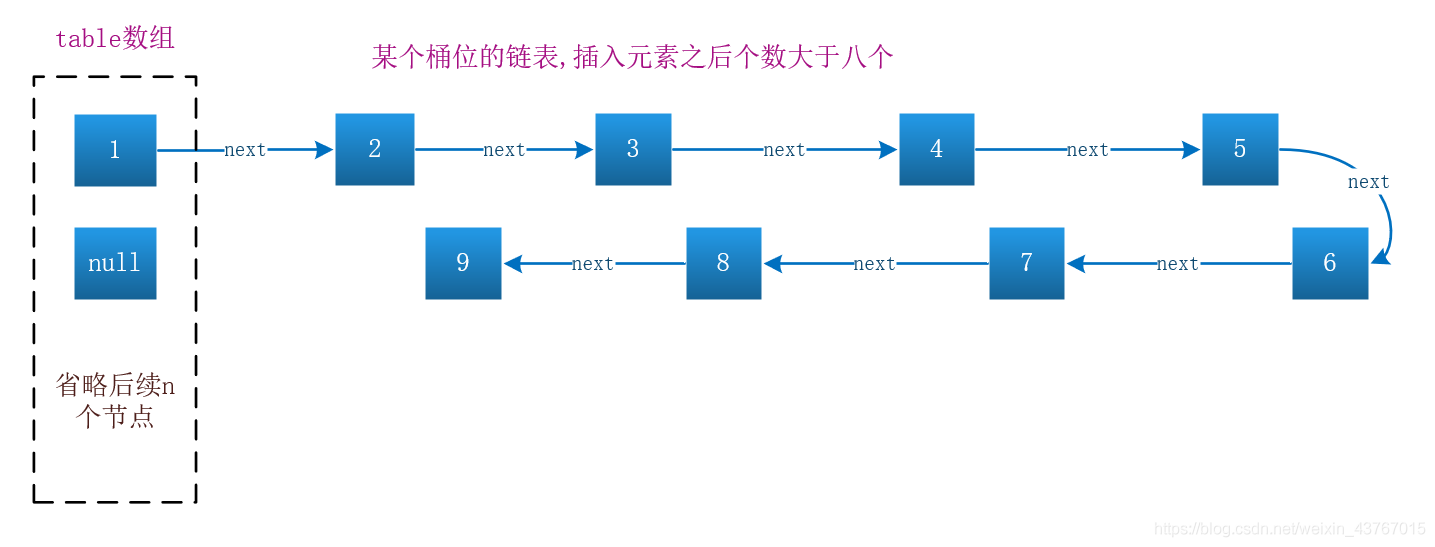 table数组
某个桶位的链表,插入元素之后个数大于八个
1
next
2
next
3
next
4
next
5
next
null
9
next
8
next
7
next
6
省略后续n
个节点
https://blog.csdn.net/weixin_43767015